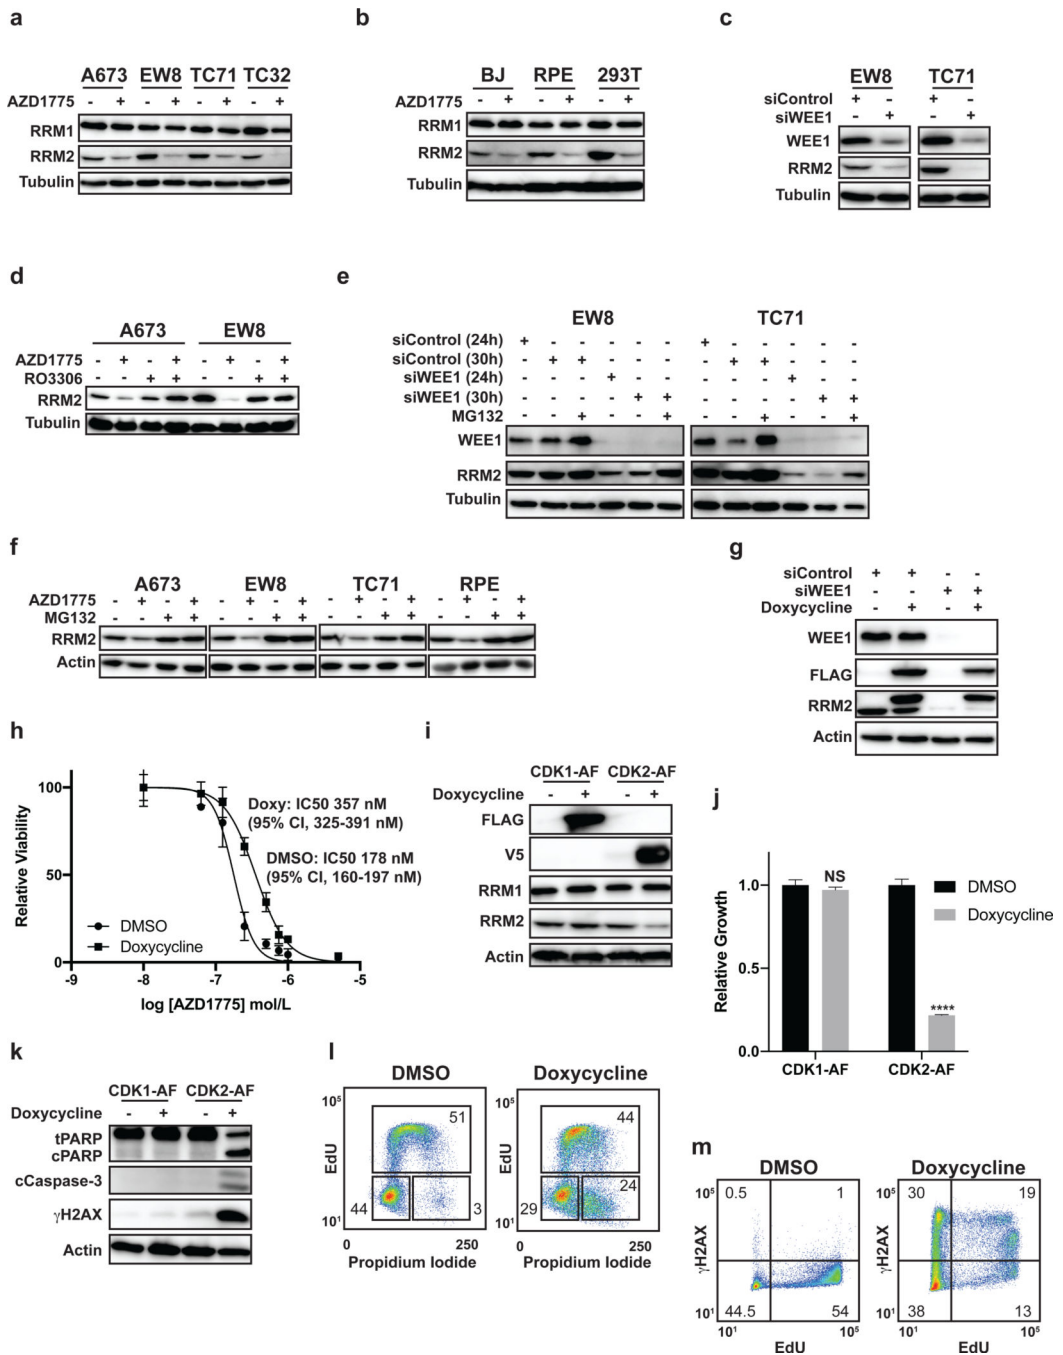 a
A673 EW8 TC71 TC32
AZD1775 - + - + - + - +
RRM1
RRM2
Tubulin
b
BJ RPE 293T
AZD1775 - + - + - +
RRM1
RRM2
Tubulin
c
EW8 TC71
siControl + - + -
siWEE1 - + - +
WEE1
RRM2
Tubulin
d
A673 EW8
AZD1775 - + - + - + - +
RO3306 - - + + - - + +
RRM2
Tubulin
e
EW8 TC71
siControl (24h) + - - - - - + - - - - -
siControl (30h) - + + - - - - + + - - -
siWEE1 (24h) - - - + - - - - - + - -
siWEE1 (30h) - - - - + + - - - - + +
MG132 - - + - - + - - + - - +
WEE1
RRM2
Tubulin
f
A673 EW8 TC71 RPE
AZD1775 - + - + - + - + - + - + - + - +
MG132 - - + + - - + + - - + + - - + +
RRM2
Actin
g
siControl + + - -
siWEE1 - - + +
Doxycycline - + - +
WEE1
FLAG
RRM2
Actin
h
Relative Viability
100
50
0
Doxy: IC50 357 nM
(95% CI, 325-391 nM)
DMSO: IC50 178 nM
(95% CI, 160-197 nM)
DMSO
Doxycycline
-9 -8 -7 -6 -5
log [AZD1775] mol/L
i
CDK1-AF CDK2-AF
Doxycycline - + - +
FLAG
V5
RRM1
RRM2
Actin
j
Relative Growth
1.0
0.5
0.0
NS
****
DMSO
Doxycycline
CDK1-AF CDK2-AF
k
CDK1-AF CDK2-AF
Doxycycline - + - +
tPARP
cPARP
cCaspase-3
γH2AX
Actin
l
DMSO Doxycycline
10⁵
EdU
10¹
51
44
3
0 250
Propidium Iodide
10⁵
EdU
10¹
44
24
29
0 250
Propidium Iodide
m
DMSO Doxycycline
10⁵
γH2AX
10¹
0.5 1
44.5 54
10¹ 10⁵
EdU
10⁵
γH2AX
10¹
30 19
38 13
10¹ 10⁵
EdU